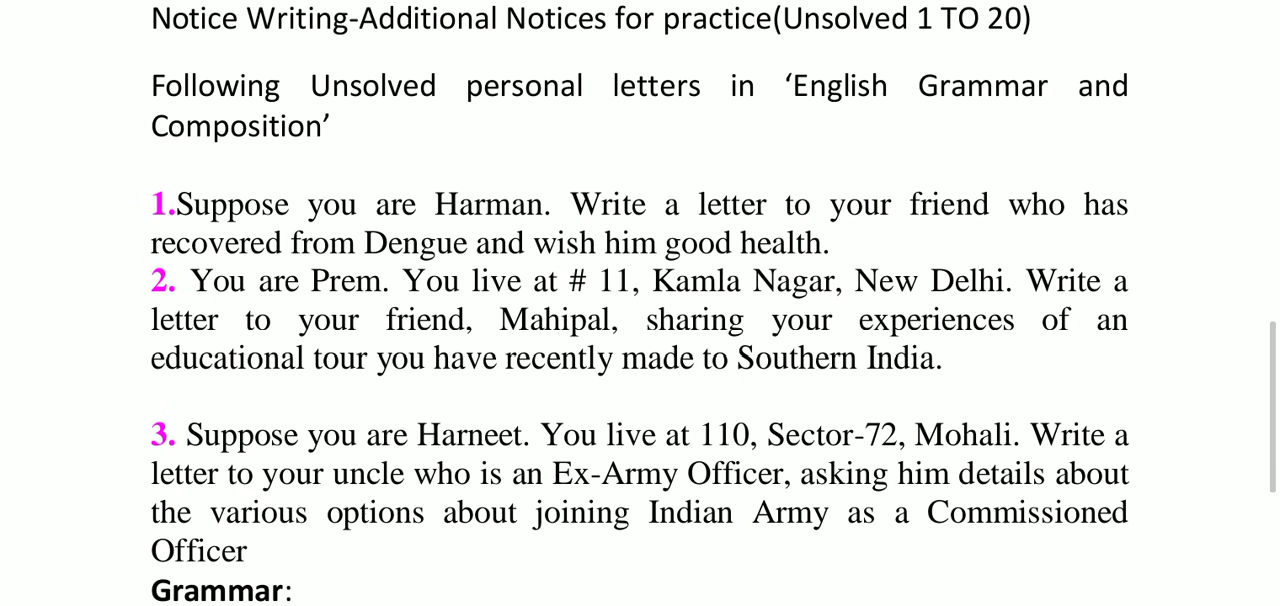 Notice Writing-Additional Notices for practice(Unsolved 1 TO 20)
Following Unsolved personal letters in ‘English Grammar and
Composition’
1.Suppose you are Harman. Write a letter to your friend who has
recovered from Dengue and wish him good health.
2. You are Prem. You live at # 11, Kamla Nagar, New Delhi. Write a
letter to your friend, Mahipal, sharing your experiences of an
educational tour you have recently made to Southern India.
3. Suppose you are Harneet. You live at 110, Sector-72, Mohali. Write a
letter to your uncle who is an Ex-Army Officer, asking him details about
the various options about joining Indian Army as a Commissioned
Officer
Grammar: